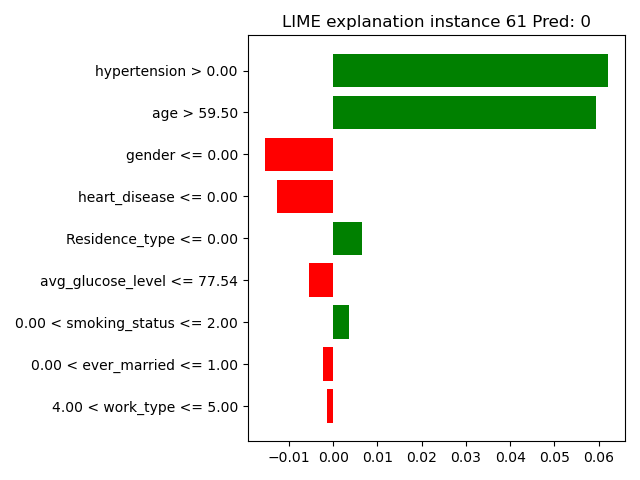 LIME explanation instance 61 Pred: 0
hypertension > 0.00
age > 59.50
gender <= 0.00
heart_disease <= 0.00
Residence_type <= 0.00
avg_glucose_level <= 77.54
0.00 < smoking_status <= 2.00
0.00 < ever_married <= 1.00
4.00 < work_type <= 5.00
−0.01 0.00 0.01 0.02 0.03 0.04 0.05 0.06